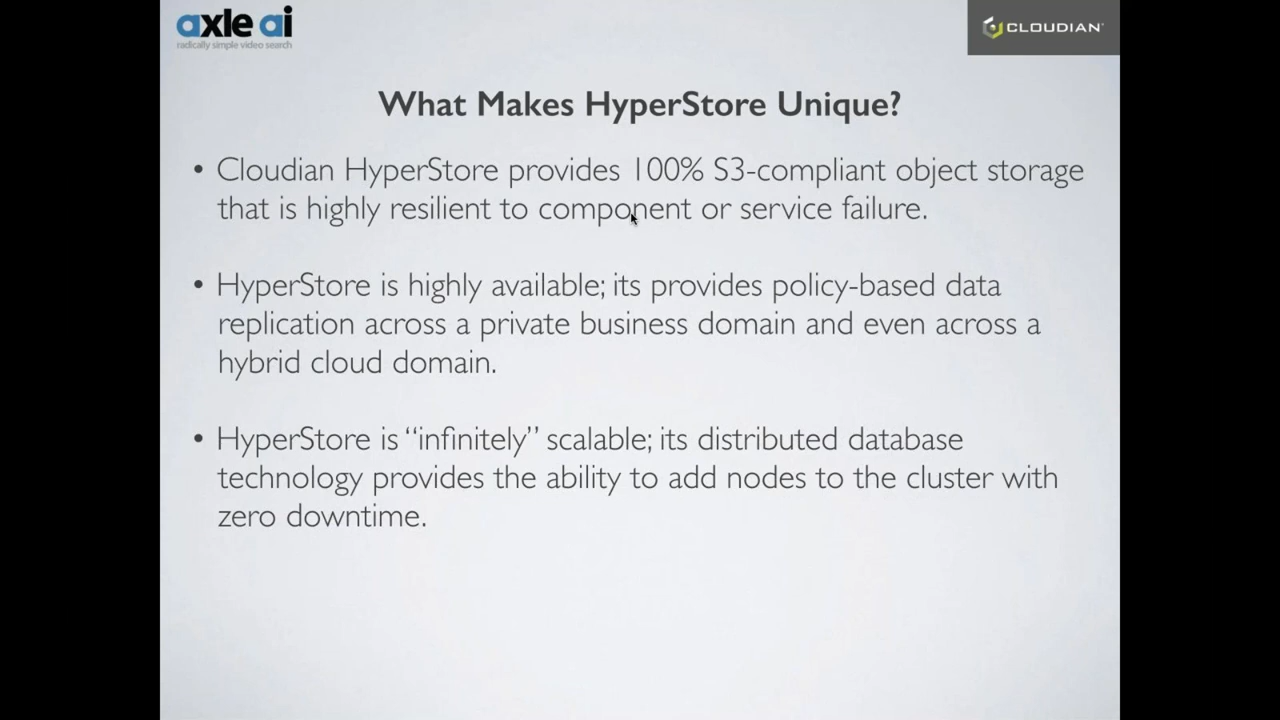 axle ai
radically simple video search
CLOUDIAN
What Makes HyperStore Unique?
• Cloudian HyperStore provides 100% S3-compliant object storage
that is highly resilient to component or service failure.
• HyperStore is highly available; its provides policy-based data
replication across a private business domain and even across a
hybrid cloud domain.
• HyperStore is “infinitely” scalable; its distributed database
technology provides the ability to add nodes to the cluster with
zero downtime.